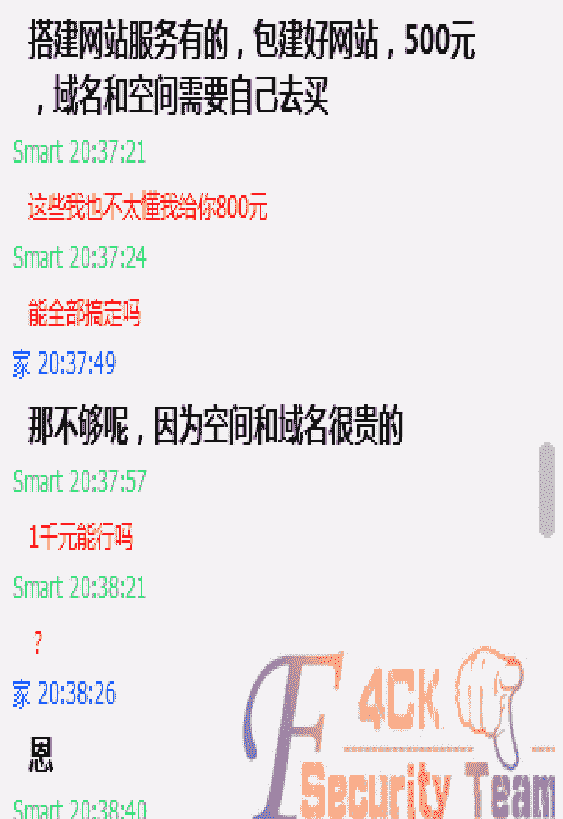 搭建网站服务有的，包建好网站，500元
，域名和空间需要自己去买
Smart 20:37:21
这些我也不太懂我给你800元
Smart 20:37:24
能全部搞定吗
家 20:37:49
那不够呢，因为空间和域名很贵的
Smart 20:37:57
1千元能行吗
Smart 20:38:21
?
家 20:38:26
恩
Smart 20:38:40
F4CK
Security Team